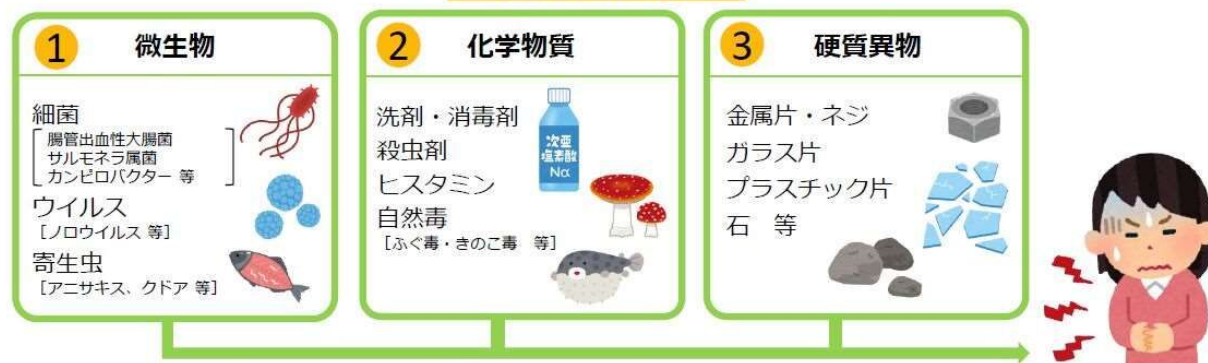 1 微生物
細菌
[腸管出血性大腸菌
サルモネラ属菌
カンピロバクター 等]
ウイルス
[ノロウイルス 等]
寄生虫
[アニサキス、クドア 等]
2 化学物質
洗剤・消毒剤
殺虫剤
ヒスタミン
自然毒
[ふぐ毒・きのこ毒 等]
次亜
塩素酸
Na
3 硬質異物
金属片・ネジ
ガラス片
プラスチック片
石 等